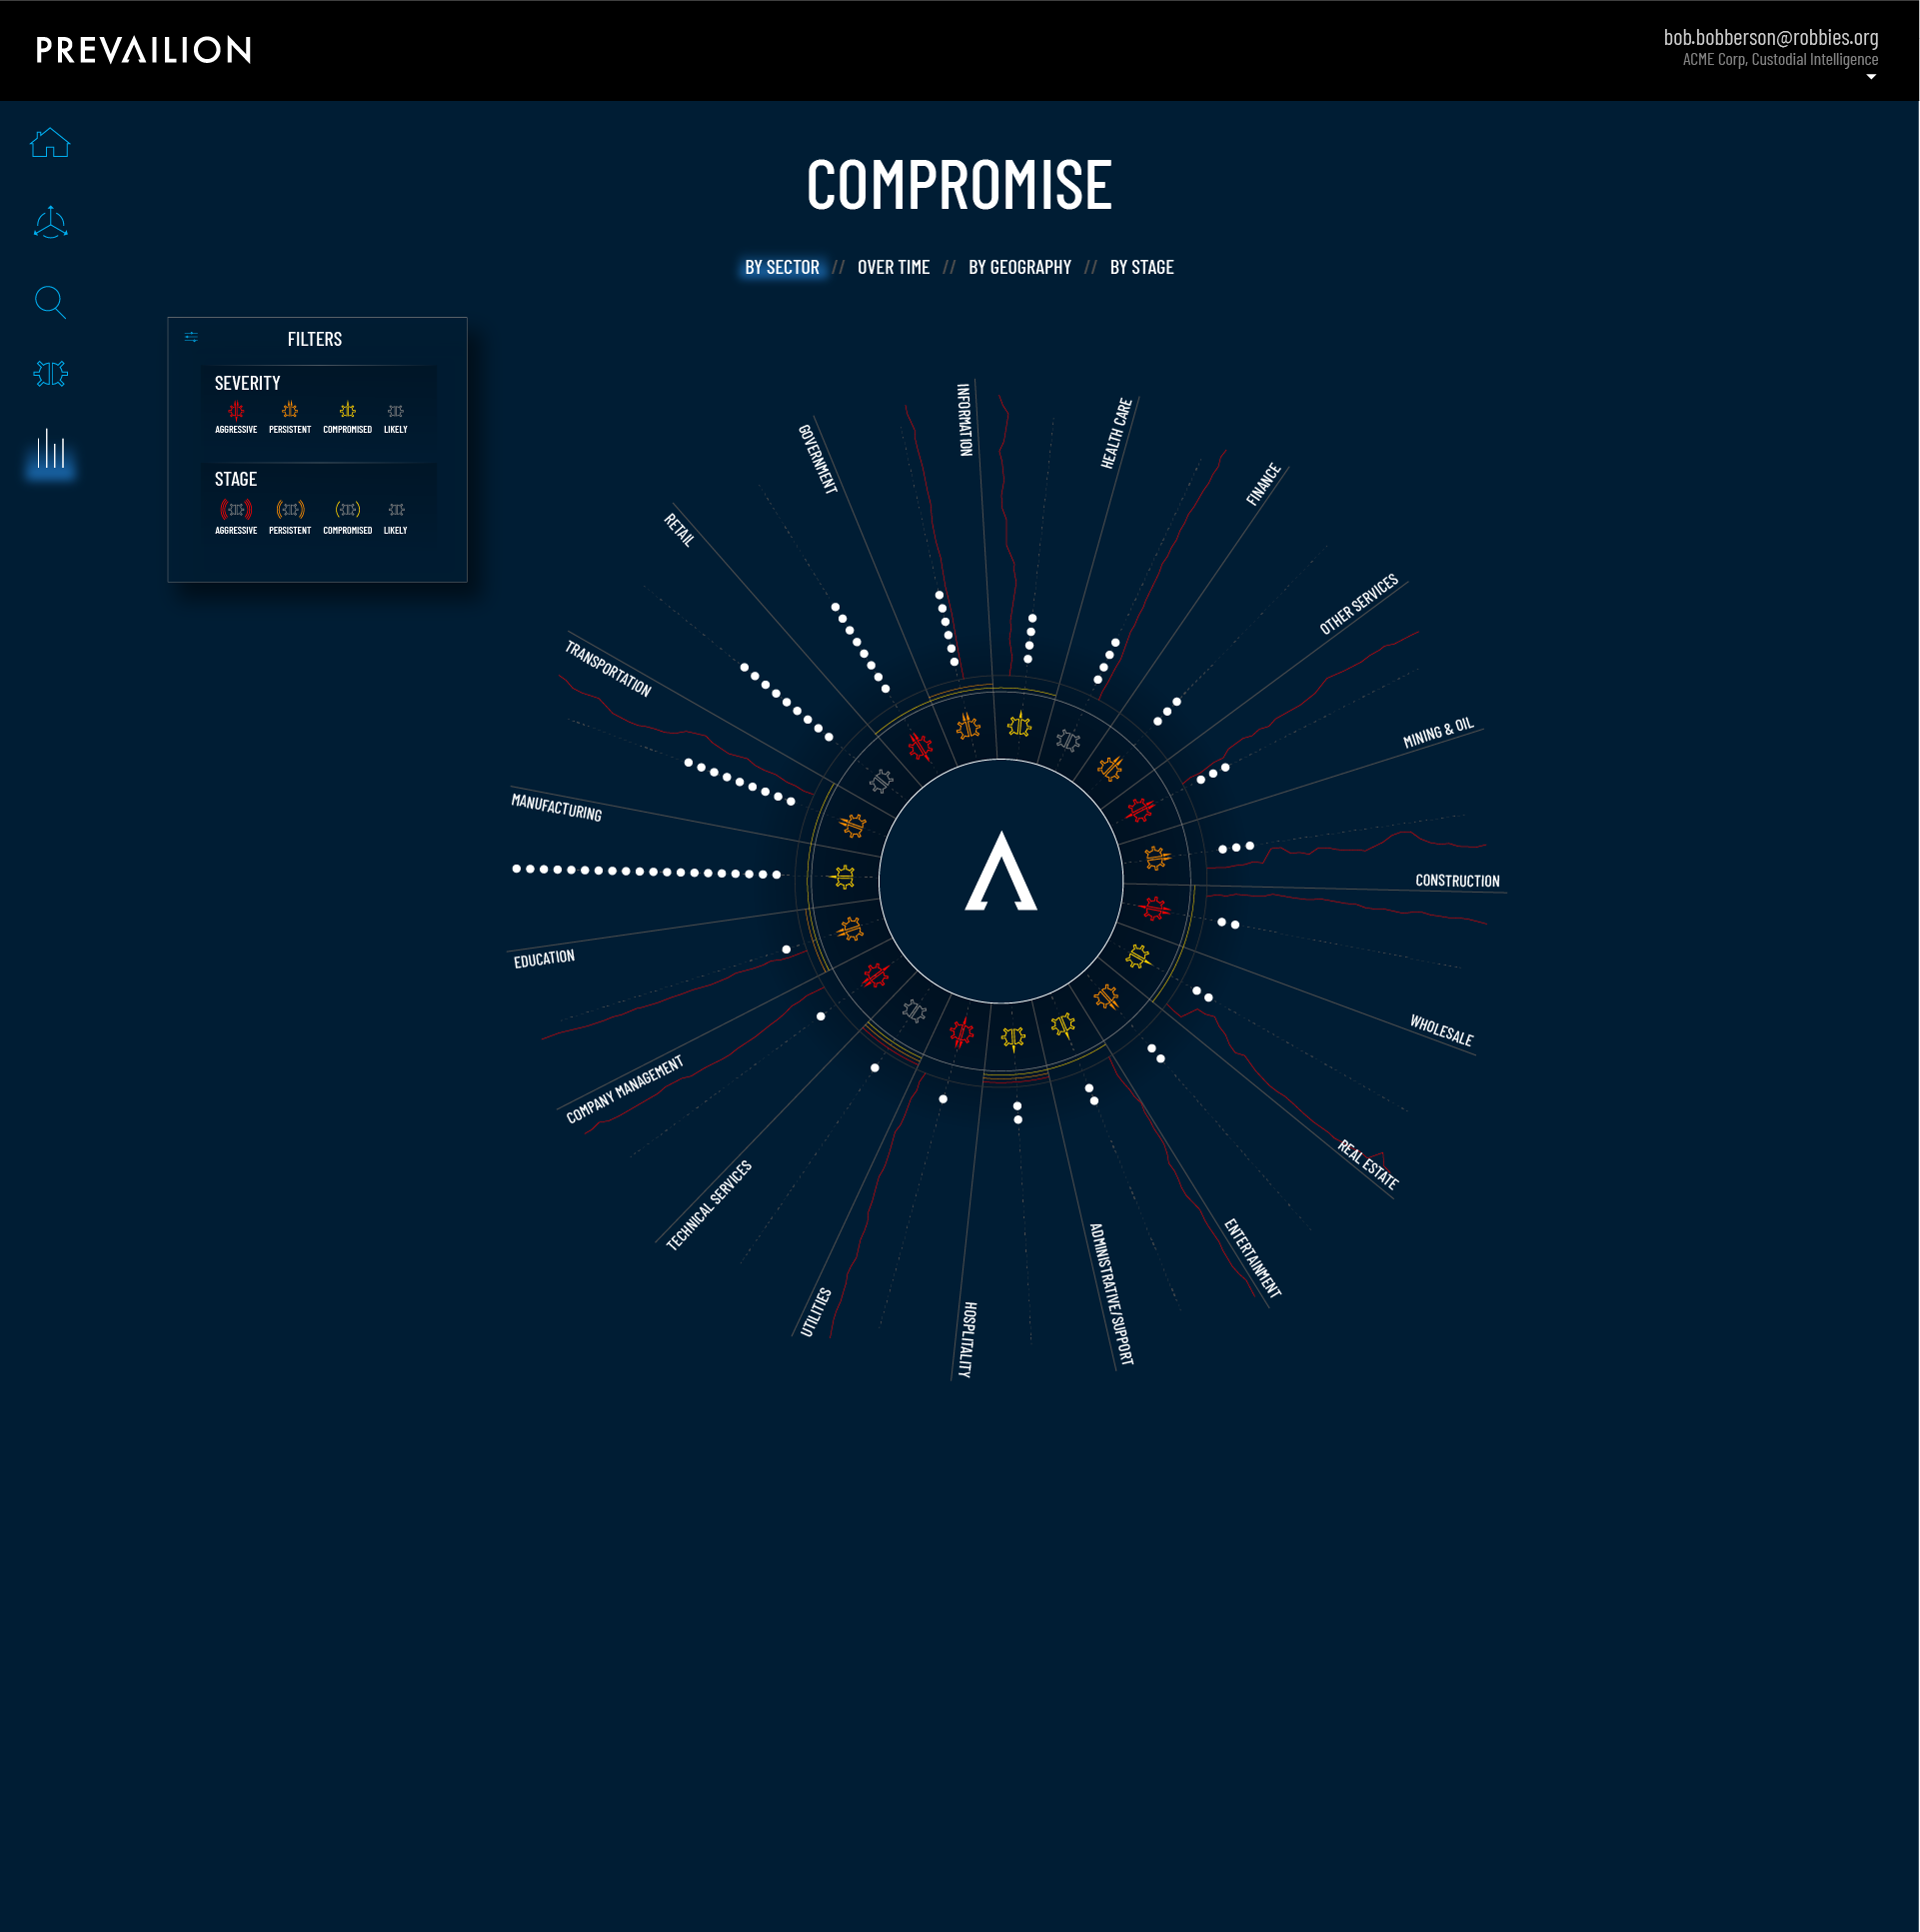 PREVAILION
bob.bobberson@robbies.org
ACME Corp, Custodial Intelligence
COMPROMISE
BY SECTOR // OVER TIME // BY GEOGRAPHY // BY STAGE
FILTERS
SEVERITY
AGGRESSIVE PERSISTENT COMPROMISED LIKELY
STAGE
AGGRESSIVE PERSISTENT COMPROMISED LIKELY
INFORMATION
HEALTH CARE
FINANCE
OTHER SERVICES
MINING & OIL
CONSTRUCTION
WHOLESALE
REAL ESTATE
ENTERTAINMENT
ADMINISTRATIVE/SUPPORT
HOSPLITALITY
UTILITIES
TECHNICAL SERVICES
COMPANY MANAGEMENT
EDUCATION
MANUFACTURING
TRANSPORTATION
RETAIL
GOVERNMENT